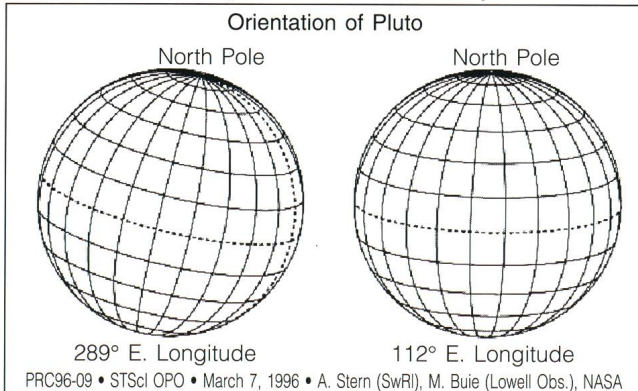 Orientation of Pluto
North Pole North Pole
289° E. Longitude 112° E. Longitude
PRC96-09 • STScI OPO • March 7, 1996 • A. Stern (SwRI), M. Buie (Lowell Obs.), NASA